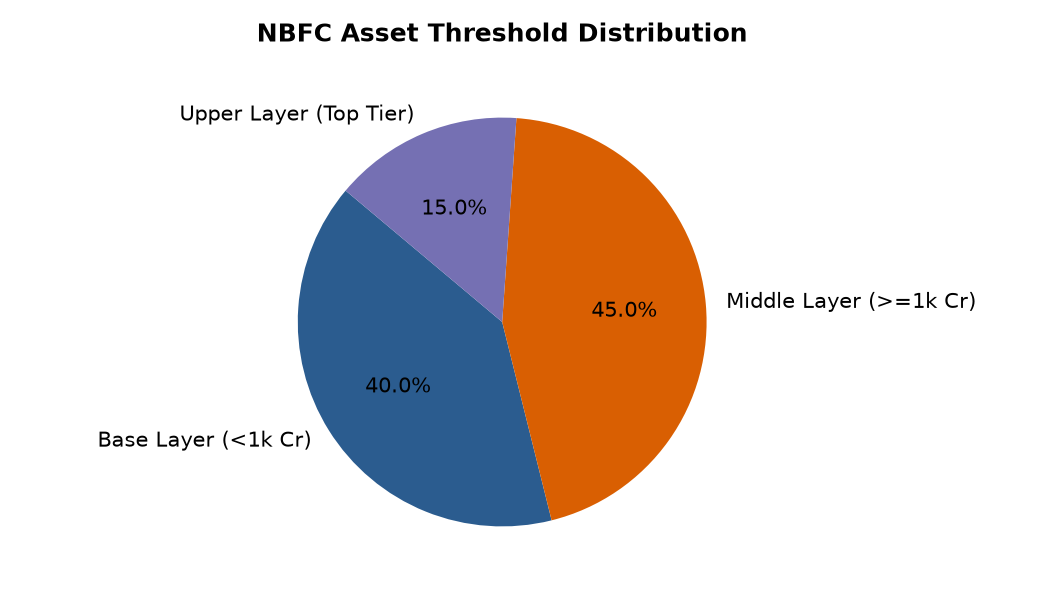 NBFC Asset Threshold Distribution
Upper Layer (Top Tier)
15.0%
45.0%
Middle Layer (>=1k Cr)
40.0%
Base Layer (<1k Cr)